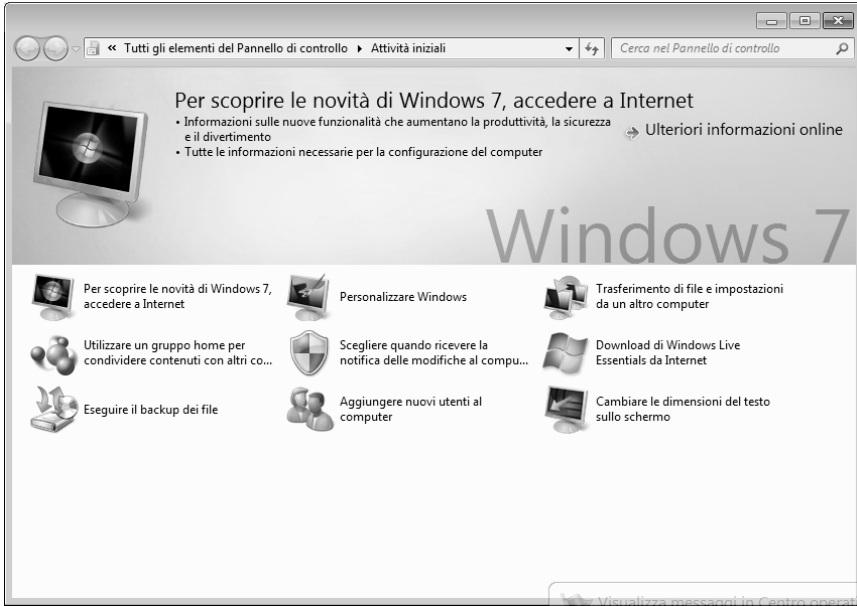 « Tutti gli elementi del Pannello di controllo ▸ Attività iniziali
Cerca nel Pannello di controllo
Per scoprire le novità di Windows 7, accedere a Internet
• Informazioni sulle nuove funzionalità che aumentano la produttività, la sicurezza
e il divertimento
• Tutte le informazioni necessarie per la configurazione del computer
Ulteriori informazioni online
Windows 7
Per scoprire le novità di Windows 7,
accedere a Internet
Personalizzare Windows
Trasferimento di file e impostazioni
da un altro computer
Utilizzare un gruppo home per
condividere contenuti con altri co...
Scegliere quando ricevere la
notifica delle modifiche al compu...
Download di Windows Live
Essentials da Internet
Eseguire il backup dei file
Aggiungere nuovi utenti al
computer
Cambiare le dimensioni del testo
sullo schermo
Visualizza messaggi in Centro operat